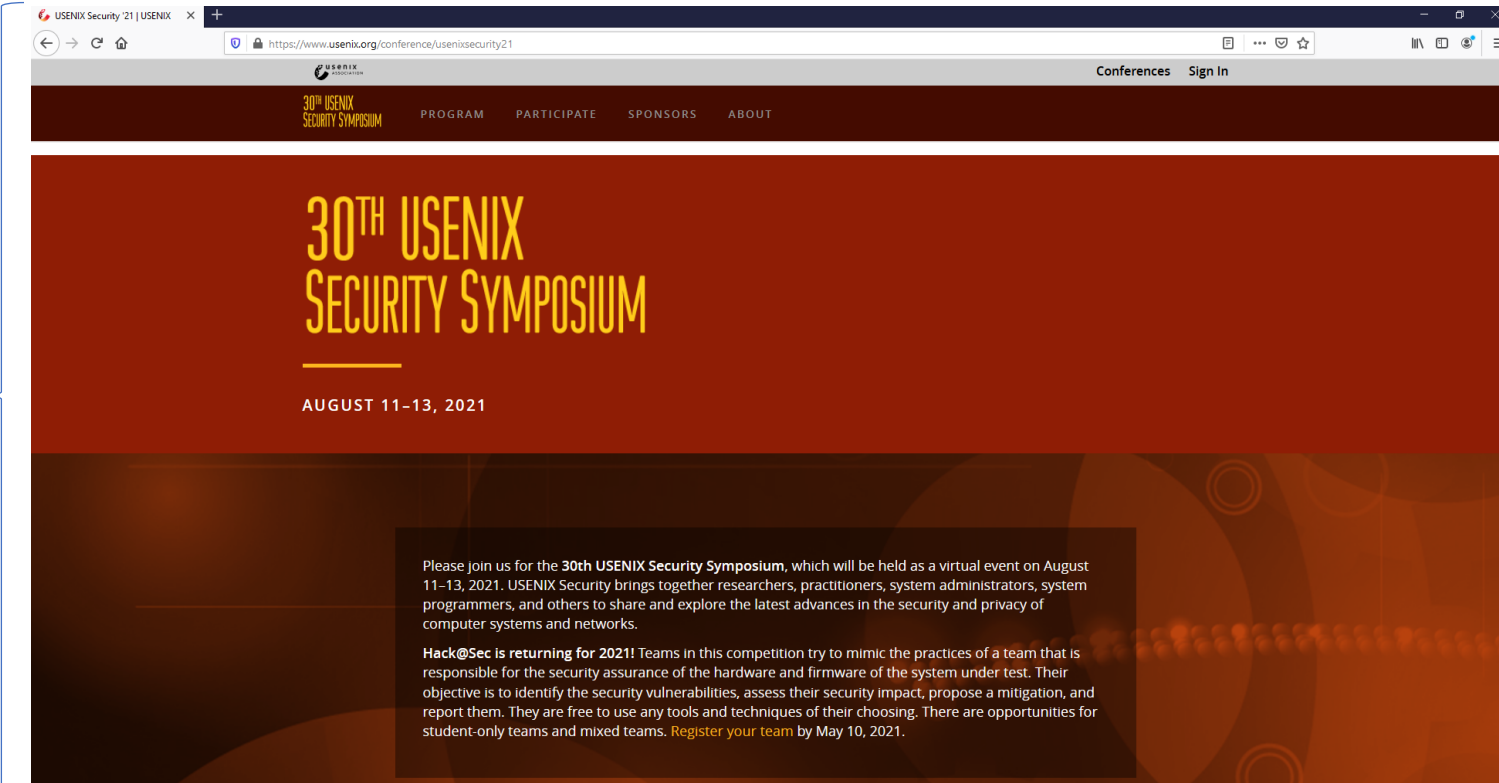 USENIX Security '21 | USENIX
https://www.usenix.org/conference/usenixsecurity21
usenix
ASSOCIATION
Conferences Sign In
30TH USENIX
SECURITY SYMPOSIUM
PROGRAM PARTICIPATE SPONSORS ABOUT
30TH USENIX
SECURITY SYMPOSIUM
AUGUST 11–13, 2021
Please join us for the 30th USENIX Security Symposium, which will be held as a virtual event on August
11–13, 2021. USENIX Security brings together researchers, practitioners, system administrators, system
programmers, and others to share and explore the latest advances in the security and privacy of
computer systems and networks.
Hack@Sec is returning for 2021! Teams in this competition try to mimic the practices of a team that is
responsible for the security assurance of the hardware and firmware of the system under test. Their
objective is to identify the security vulnerabilities, assess their security impact, propose a mitigation, and
report them. They are free to use any tools and techniques of their choosing. There are opportunities for
student-only teams and mixed teams. Register your team by May 10, 2021.